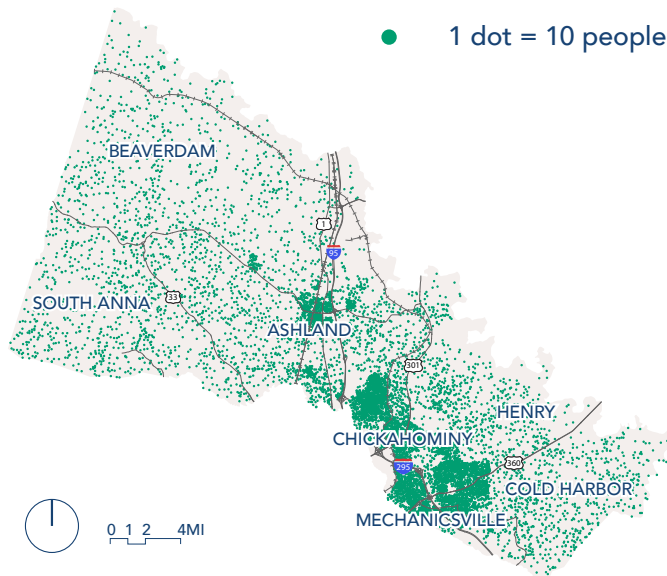 1 dot = 10 people
BEAVERDAM
1
95
SOUTH ANNA
33
ASHLAND
301
HENRY
CHICKAHOMINY
360
295
COLD HARBOR
MECHANICSVILLE
0 1 2 4MI